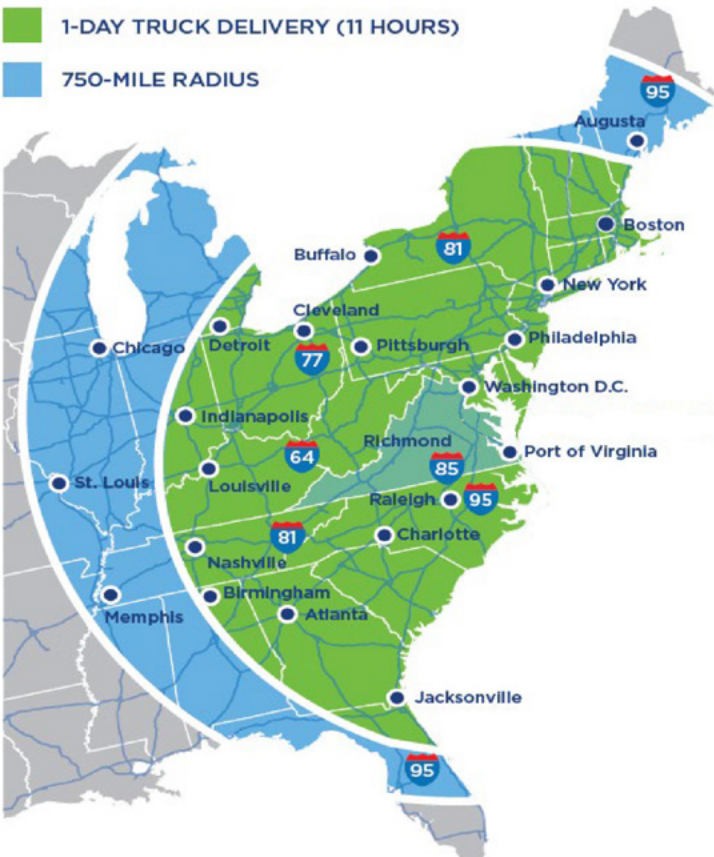 1-DAY TRUCK DELIVERY (11 HOURS)
750-MILE RADIUS
95
Augusta
Boston
81
Buffalo
New York
Cleveland
Chicago
Detroit
Pittsburgh
Philadelphia
77
Washington D.C.
Indianapolis
Richmond
Port of Virginia
64
85
St. Louis
Louisville
Raleigh
95
81
Charlotte
Nashville
Birmingham
Memphis
Atlanta
Jacksonville
95